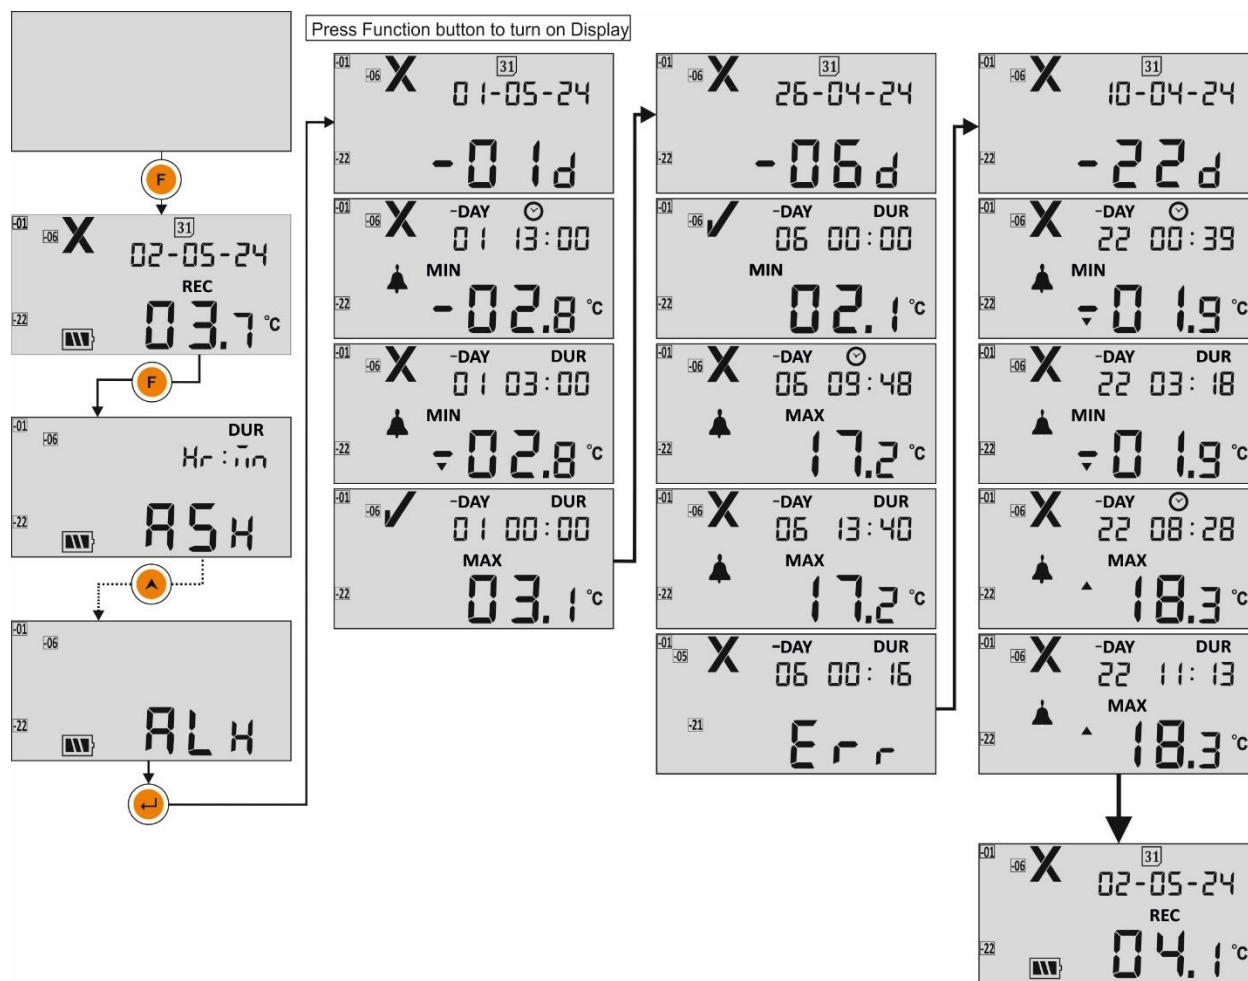 Press Function button to turn on Display
F
-01
-06
X
31
02-05-24
REC
-22
03.7 °C
F
-01
-06
DUR
Hr : min
-22
ASH
-01
-06
-22
ALH
-01
-06
X
31
01-05-24
-22
-01d
-01
-06
X
-DAY
01 13:00
MIN
-22
-02.8 °C
-01
-06
X
-DAY DUR
01 03:00
MIN
-22
-02.8 °C
-01
-06
-DAY DUR
01 00:00
MAX
-22
03.1 °C
-01
-06
X
31
26-04-24
-22
-06d
-01
-06
-DAY DUR
06 00:00
MIN
-22
02.1 °C
-01
-06
X
-DAY
06 09:48
MAX
-22
17.2 °C
-01
-06
X
-DAY DUR
06 13:40
MAX
-22
17.2 °C
-01
-05
X
-DAY DUR
06 00:16
-21
Err
-01
-06
X
31
10-04-24
-22
-22d
-01
-06
X
-DAY
22 00:39
MIN
-22
-01.9 °C
-01
-06
X
-DAY DUR
22 03:18
MIN
-22
-01.9 °C
-01
-06
X
-DAY
22 08:28
MAX
-22
18.3 °C
-01
-06
X
-DAY DUR
22 11:13
MAX
-22
18.3 °C
-01
-06
X
31
02-05-24
REC
-22
04.1 °C